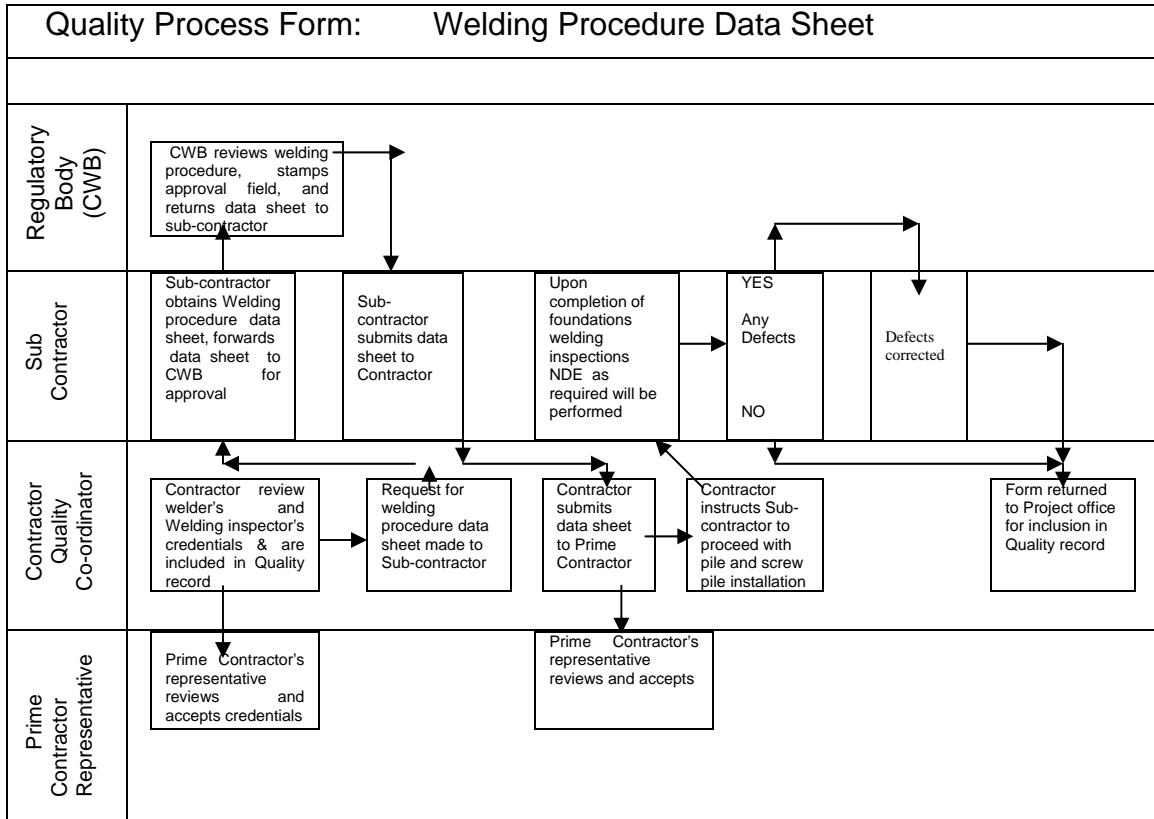 Quality Process Form: Welding Procedure Data Sheet
Regulatory
Body
(CWB)
CWB reviews welding
procedure, stamps
approval field, and
returns data sheet to
sub-contractor
Sub
Contractor
Sub-contractor
obtains Welding
procedure data
sheet, forwards
data sheet to
CWB for
approval
Sub-
contractor
submits data
sheet to
Contractor
Upon
completion of
foundations
welding
inspections
NDE as
required will be
performed
YES
Any
Defects
NO
Defects
corrected
Contractor
Quality
Co-ordinator
Contractor review
welder's and
Welding inspector's
credentials & are
included in Quality
record
Request for
welding
procedure data
sheet made to
Sub-contractor
Contractor
submits
data sheet
to Prime
Contractor
Contractor
instructs Sub-
contractor to
proceed with
pile and screw
pile installation
Form returned
to Project office
for inclusion in
Quality record
Prime
Contractor
Representative
Prime Contractor's
representative
reviews and
accepts credentials
Prime Contractor's
representative
reviews and accepts